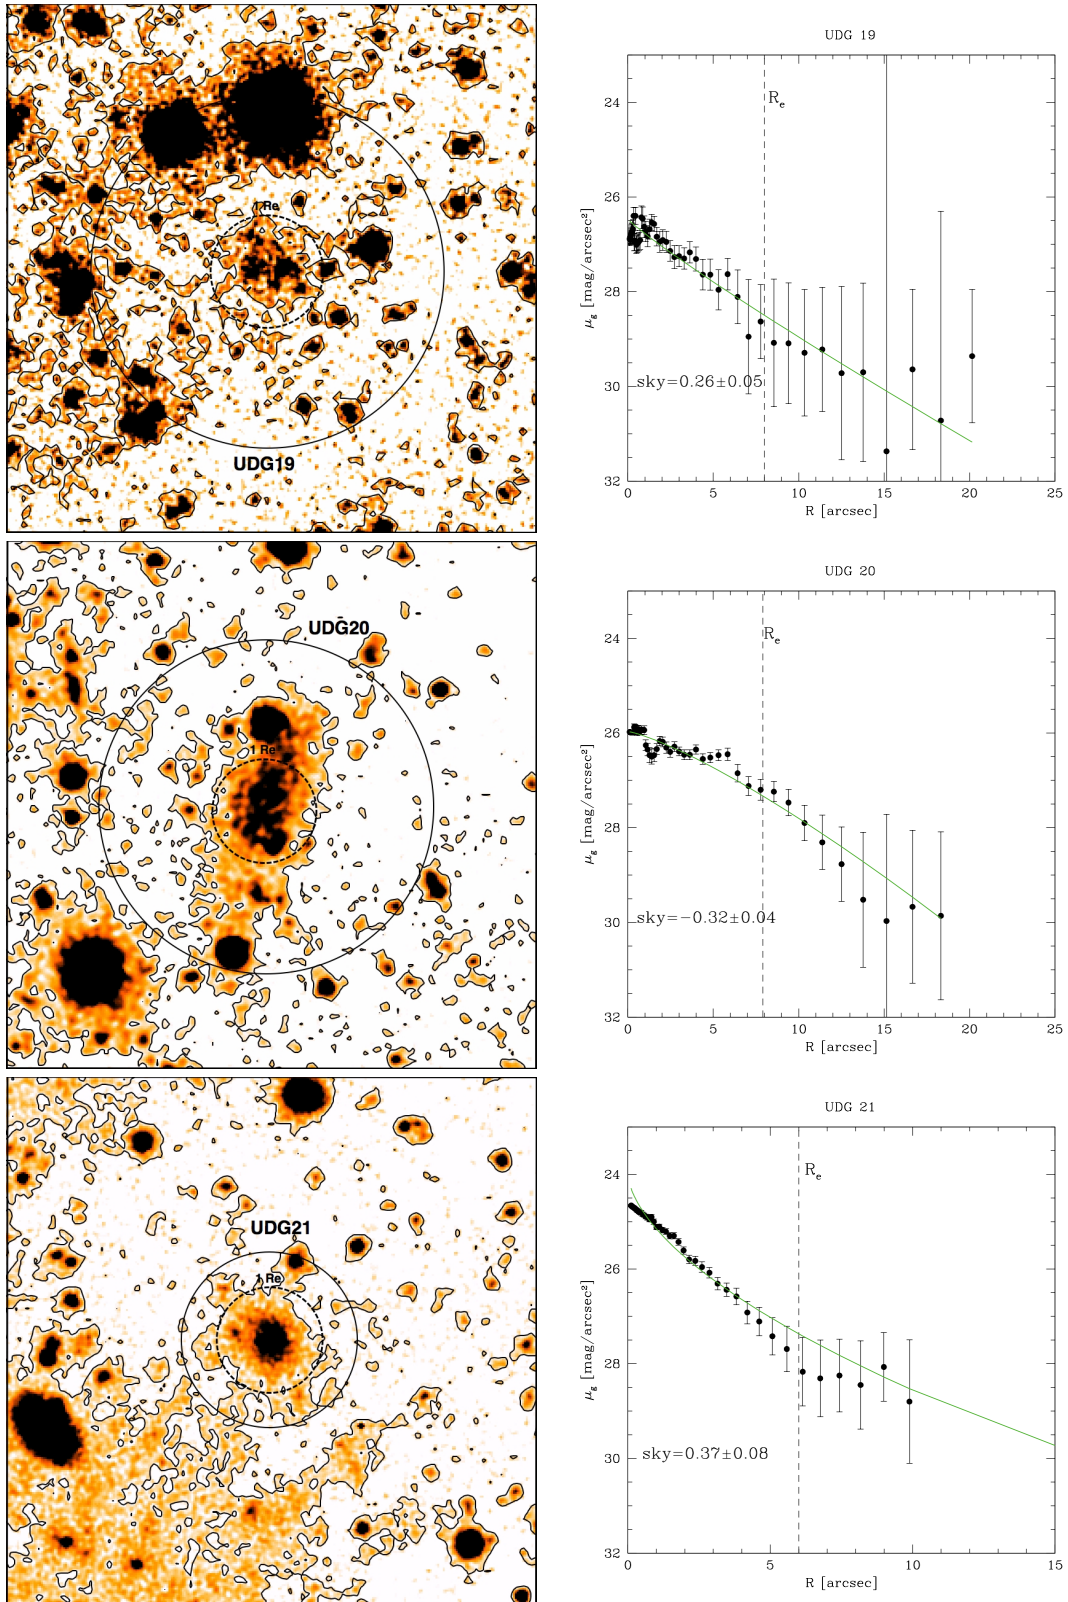 1 Re
UDG19
UDG 19
24
26
28
30
32
μg [mag/arcsec²]
Re
sky=0.26±0.05
0 5 10 15 20 25
R [arcsec]
UDG20
1 Re
UDG 20
24
26
28
30
32
μg [mag/arcsec²]
Re
sky=−0.32±0.04
0 5 10 15 20 25
R [arcsec]
UDG21
1 Re
UDG 21
24
26
28
30
32
μg [mag/arcsec²]
Re
sky=0.37±0.08
0 5 10 15
R [arcsec]